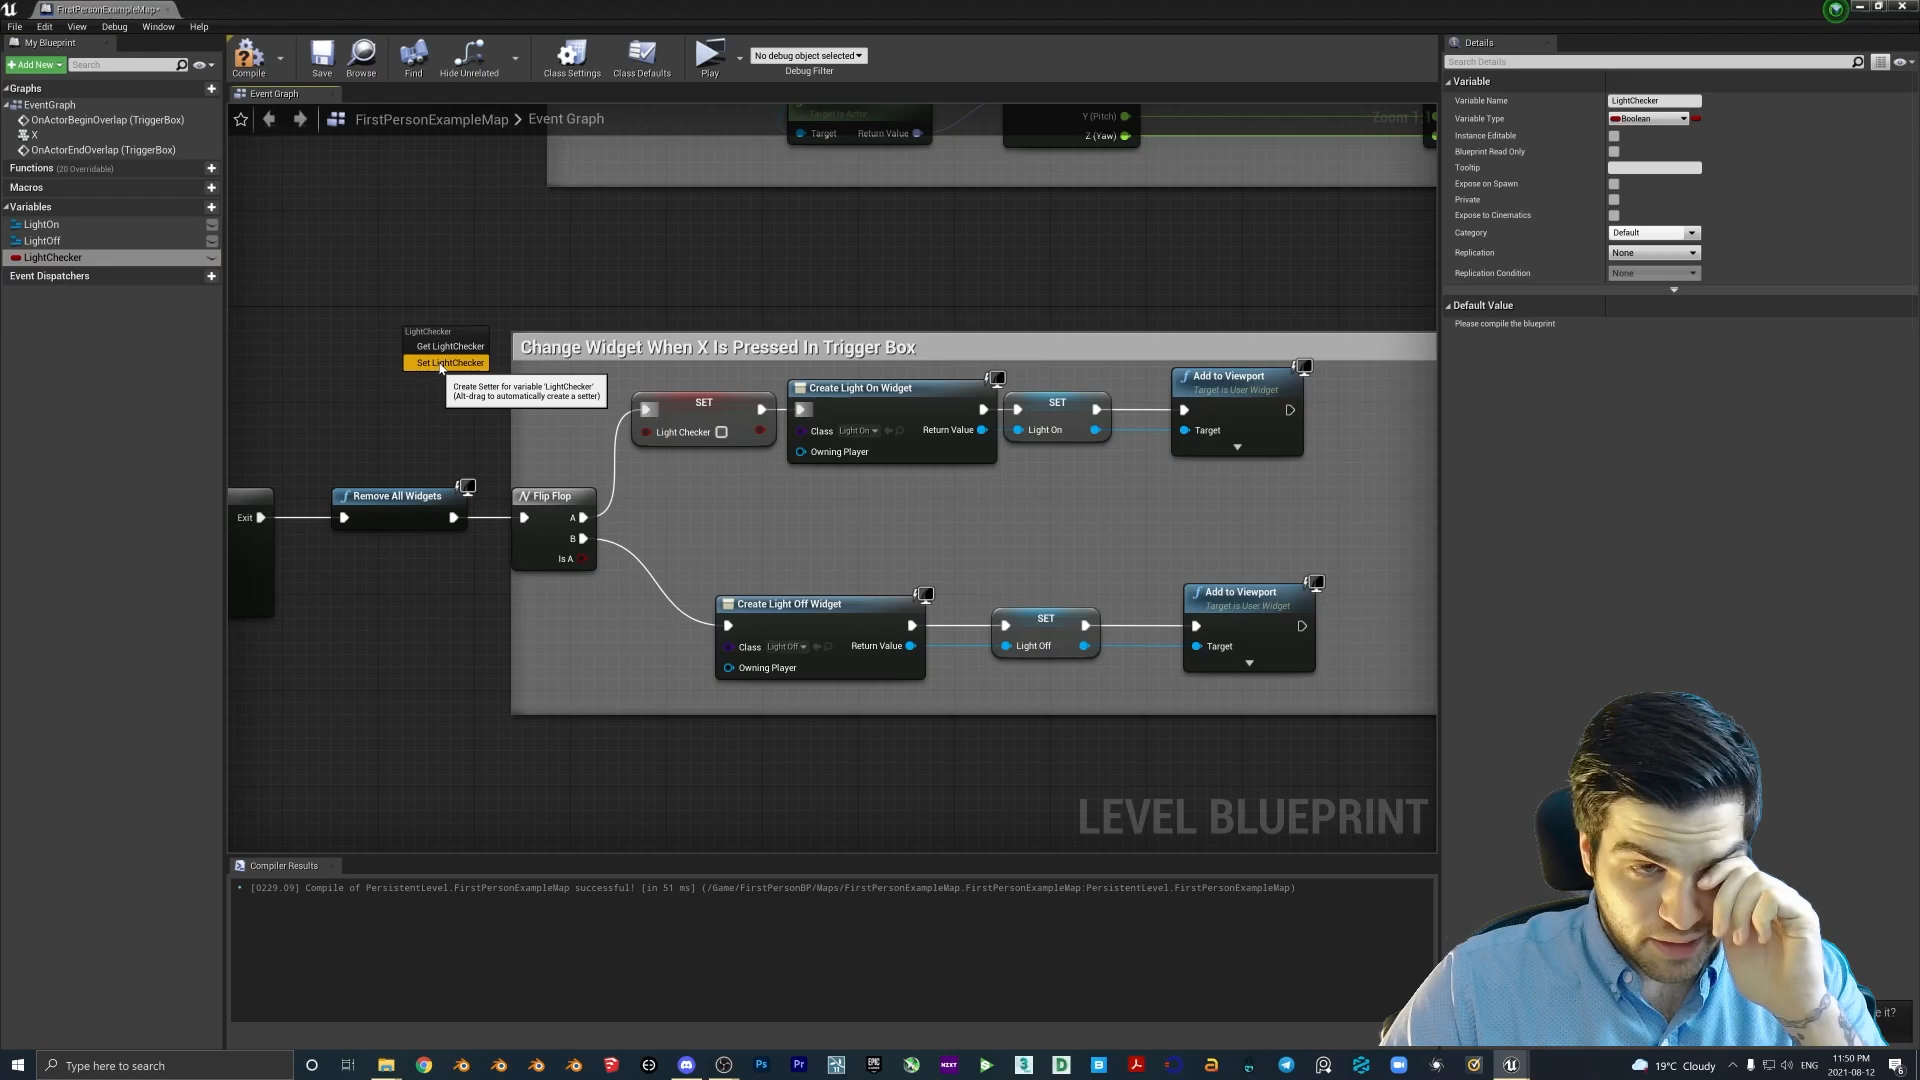 FirstPersonExampleMap*
File Edit View Debug Window Help
My Blueprint
Add New Search
Graphs
EventGraph
OnActorBeginOverlap (TriggerBox)
X
OnActorEndOverlap (TriggerBox)
Functions (20 Overridable)
Macros
Variables
LightOn
LightOff
LightChecker
Event Dispatchers
Compile
Save
Browse
Find
Hide Unrelated
Class Settings
Class Defaults
Play
No debug object selected
Debug Filter
Event Graph
FirstPersonExampleMap > Event Graph
Zoom 1:1
Target is Actor
Target Return Value
Y (Pitch)
Z (Yaw)
LightChecker
Get LightChecker
Set LightChecker
Create Setter for variable 'LightChecker'
(Alt-drag to automatically create a setter)
Change Widget When X Is Pressed In Trigger Box
SET
Light Checker
Create Light On Widget
Class Light On Return Value
Owning Player
SET
Light On
Add to Viewport
Target is User Widget
Target
Exit
Remove All Widgets
Flip Flop
A
B
Is A
Create Light Off Widget
Class Light Off Return Value
Owning Player
SET
Light Off
Add to Viewport
Target is User Widget
Target
LEVEL BLUEPRINT
Compiler Results
[0229.09] Compile of PersistentLevel.FirstPersonExampleMap successful! [in 51 ms] (/Game/FirstPersonBP/Maps/FirstPersonExampleMap.FirstPersonExampleMap:PersistentLevel.FirstPersonExampleMap)
Details
Search Details
Variable
Variable Name LightChecker
Variable Type Boolean
Instance Editable
Blueprint Read Only
Tooltip
Expose on Spawn
Private
Expose to Cinematics
Category Default
Replication None
Replication Condition None
Default Value
Please compile the blueprint
e it?
Type here to search
19°C Cloudy
ENG
11:50 PM
2021-08-12